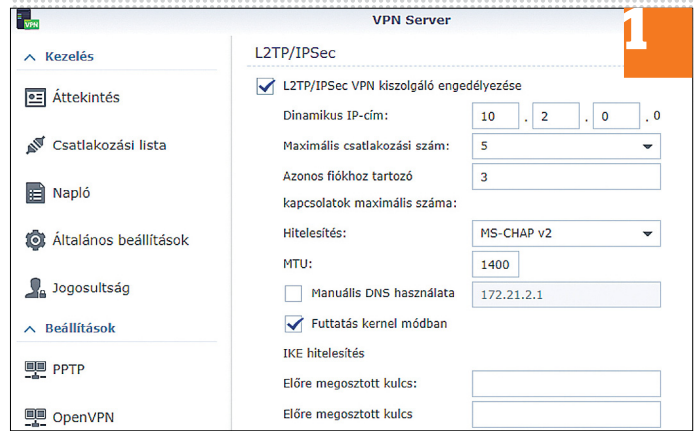 VPN
VPN Server
1
Kezelés
Áttekintés
Csatlakozási lista
Napló
Általános beállítások
Jogosultság
Beállítások
PPTP
OpenVPN
L2TP/IPSec
L2TP/IPSec VPN kiszolgáló engedélyezése
Dinamikus IP-cím: 10 . 2 . 0 . 0
Maximális csatlakozási szám: 5
Azonos fiókhoz tartozó 3
kapcsolatok maximális száma:
Hitelesítés: MS-CHAP v2
MTU: 1400
Manuális DNS használata 172.21.2.1
Futtatás kernel módban
IKE hitelesítés
Előre megosztott kulcs:
Előre megosztott kulcs